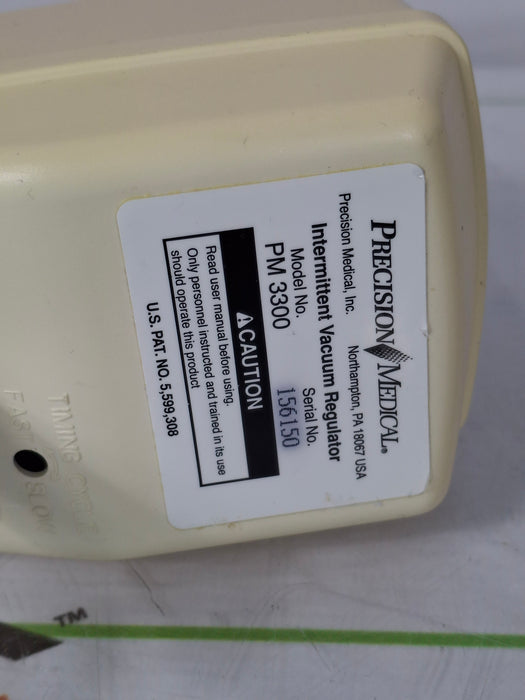 PRECISION MEDICAL®
Precision Medical, Inc. Northampton, PA 18067 USA
Intermittent Vacuum Regulator
Model No. Serial No.
PM 3300 156150
⚠CAUTION
Read user manual before using.
Only personnel instructed and trained in its use
should operate this product
U.S. PAT. NO. 5,599,308
TIMING CYCLE
FAST SLOW
TM